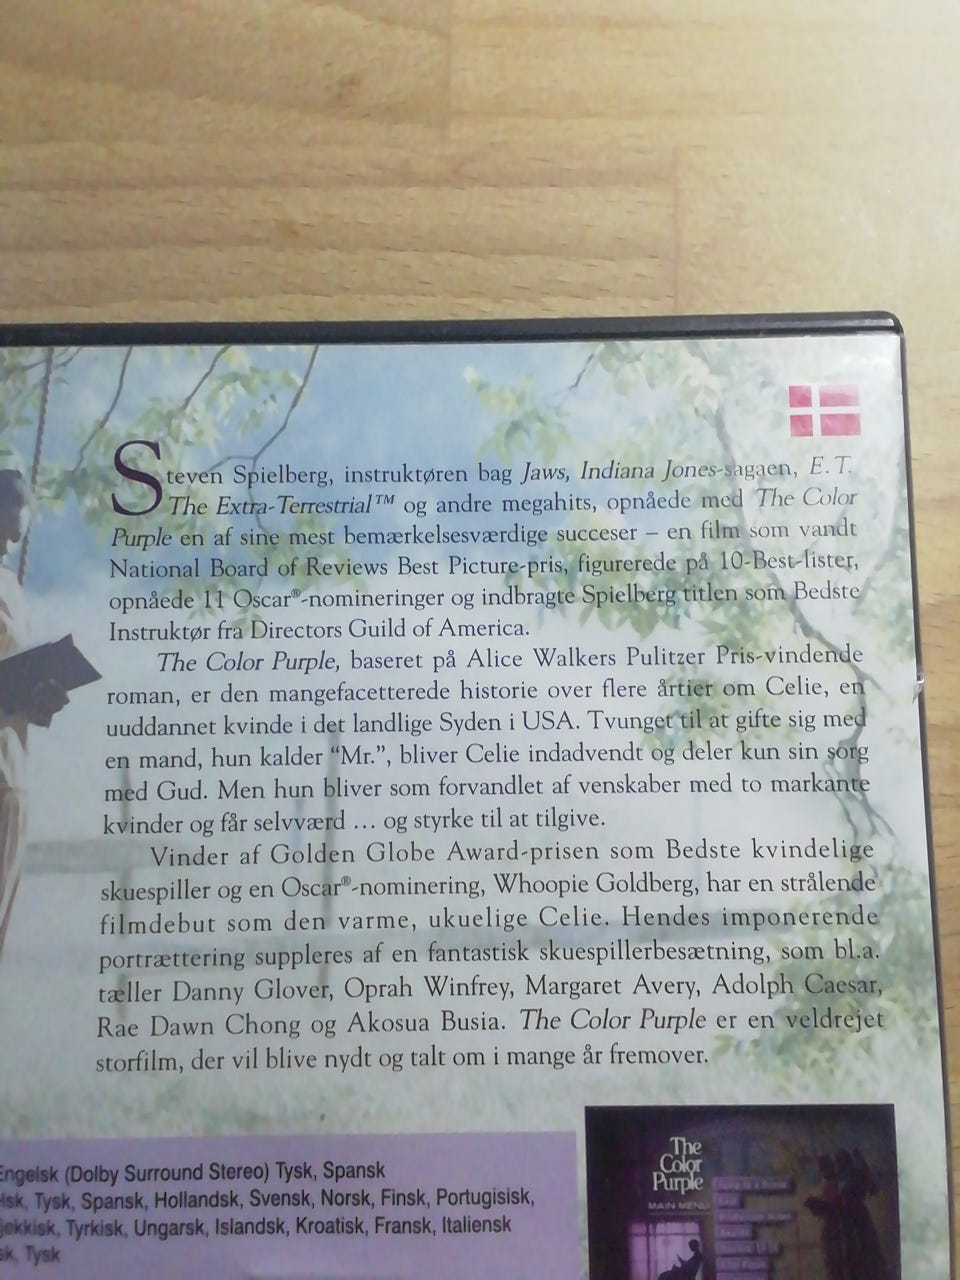 Steven Spielberg, instruktøren bag Jaws, Indiana Jones-sagaen, E.T.
The Extra-Terrestrial™ og andre megahits, opnåede med The Color
Purple en af sine mest bemærkelsesværdige succeser – en film som vandt
National Board of Reviews Best Picture-pris, figurerede på 10-Best-lister,
opnåede 11 Oscar®-nomineringer og indbragte Spielberg titlen som Bedste
Instruktør fra Directors Guild of America.
The Color Purple, baseret på Alice Walkers Pulitzer Pris-vindende
roman, er den mangefacetterede historie over flere årtier om Celie, en
uuddannet kvinde i det landlige Syden i USA. Tvunget til at gifte sig med
en mand, hun kalder “Mr.”, bliver Celie indadvendt og deler kun sin sorg
med Gud. Men hun bliver som forvandlet af venskaber med to markante
kvinder og får selvværd ... og styrke til at tilgive.
Vinder af Golden Globe Award-prisen som Bedste kvindelige
skuespiller og en Oscar®-nominering, Whoopie Goldberg, har en strålende
filmdebut som den varme, ukuelige Celie. Hendes imponerende
portrættering suppleres af en fantastisk skuespillerbesætning, som bl.a.
tæller Danny Glover, Oprah Winfrey, Margaret Avery, Adolph Caesar,
Rae Dawn Chong og Akosua Busia. The Color Purple er en veldrejet
storfilm, der vil blive nydt og talt om i mange år fremover.
Engelsk (Dolby Surround Stereo) Tysk, Spansk
Tysk, Spansk, Hollandsk, Svensk, Norsk, Finsk, Portugisisk,
Tyrkisk, Ungarsk, Islandsk, Kroatisk, Fransk, Italiensk
Tysk
The
Color
Purple
MAIN MENU